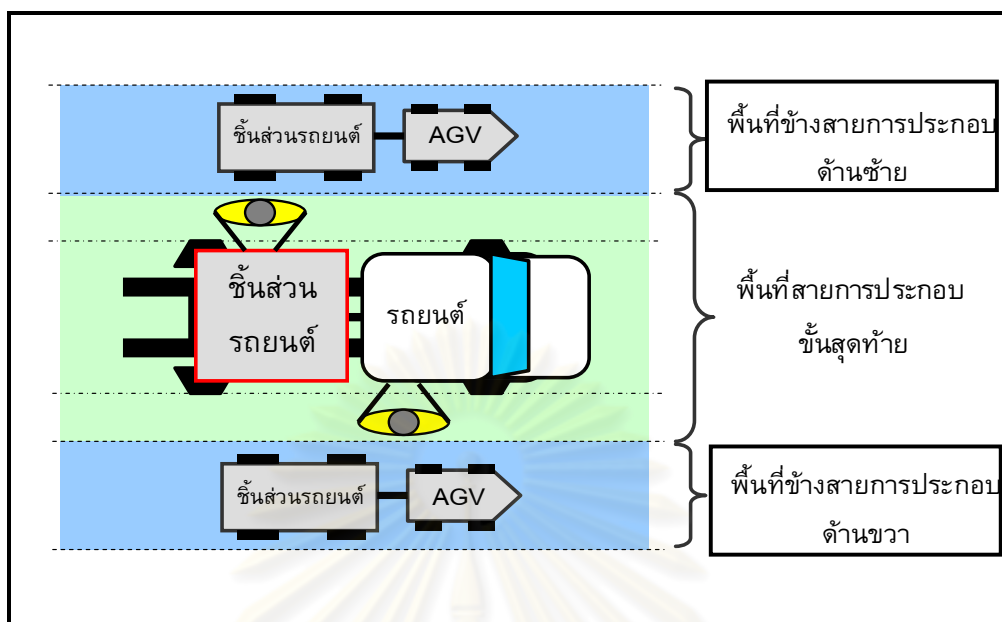 ชิ้นส่วนรถยนต์
AGV
พื้นที่ข้างสายการประกอบ
ด้านซ้าย
ชิ้นส่วน
รถยนต์
รถยนต์
พื้นที่สายการประกอบ
ขั้นสุดท้าย
ชิ้นส่วนรถยนต์
AGV
พื้นที่ข้างสายการประกอบ
ด้านขวา